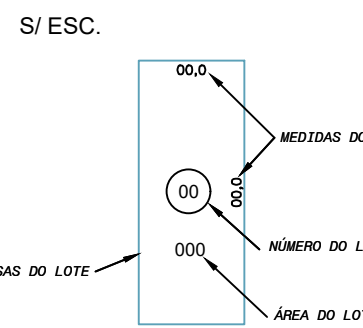 S/ ESC.
00,0
MEDIDAS DO
00,0
00
NÚMERO DO L
000
SAS DO LOTE
ÁREA DO LOT